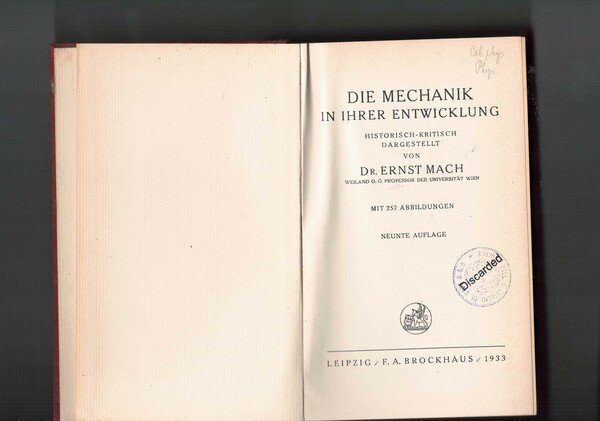 DIE MECHANIK
IN IHRER ENTWICKLUNG
HISTORISCH-KRITISCH
DARGESTELLT
VON
DR. ERNST MACH
WEILAND O. Ö. PROFESSOR DER UNIVERSITÄT WIEN
MIT 257 ABBILDUNGEN
NEUNTE AUFLAGE
Discarded
LEIPZIG / F. A. BROCKHAUS / 1933